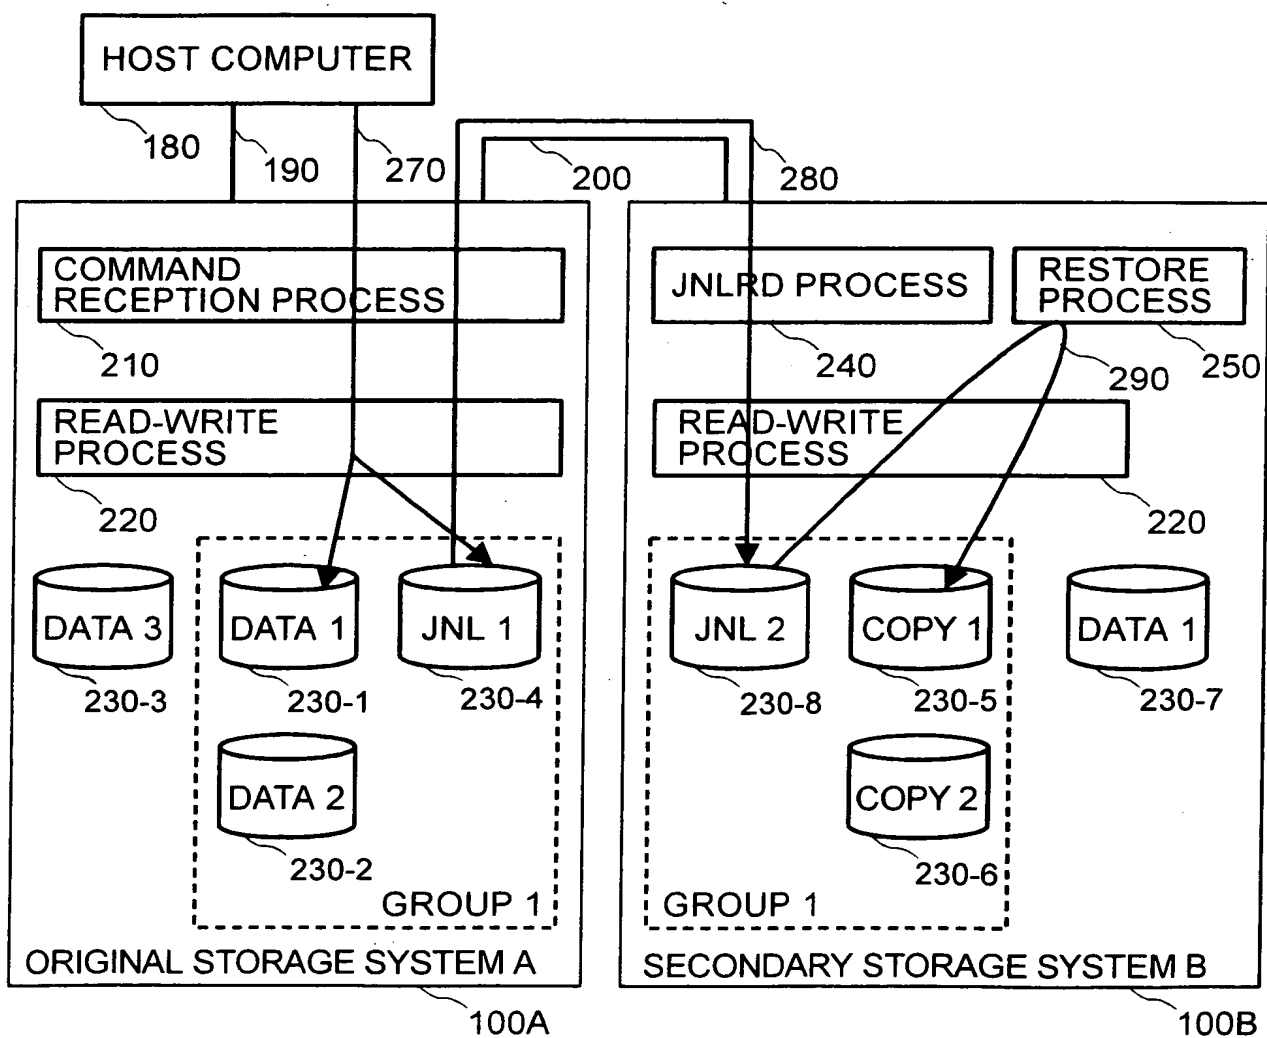 HOST COMPUTER
180
190
270
200
280
COMMAND
RECEPTION PROCESS
210
JNLRD PROCESS
240
RESTORE
PROCESS
290
250
READ-WRITE
PROCESS
220
READ-WRITE
PROCESS
220
DATA 3
230-3
DATA 1
230-1
JNL 1
230-4
JNL 2
230-8
COPY 1
230-5
DATA 1
230-7
DATA 2
230-2
COPY 2
230-6
GROUP 1
GROUP 1
ORIGINAL STORAGE SYSTEM A
SECONDARY STORAGE SYSTEM B
100A
100B